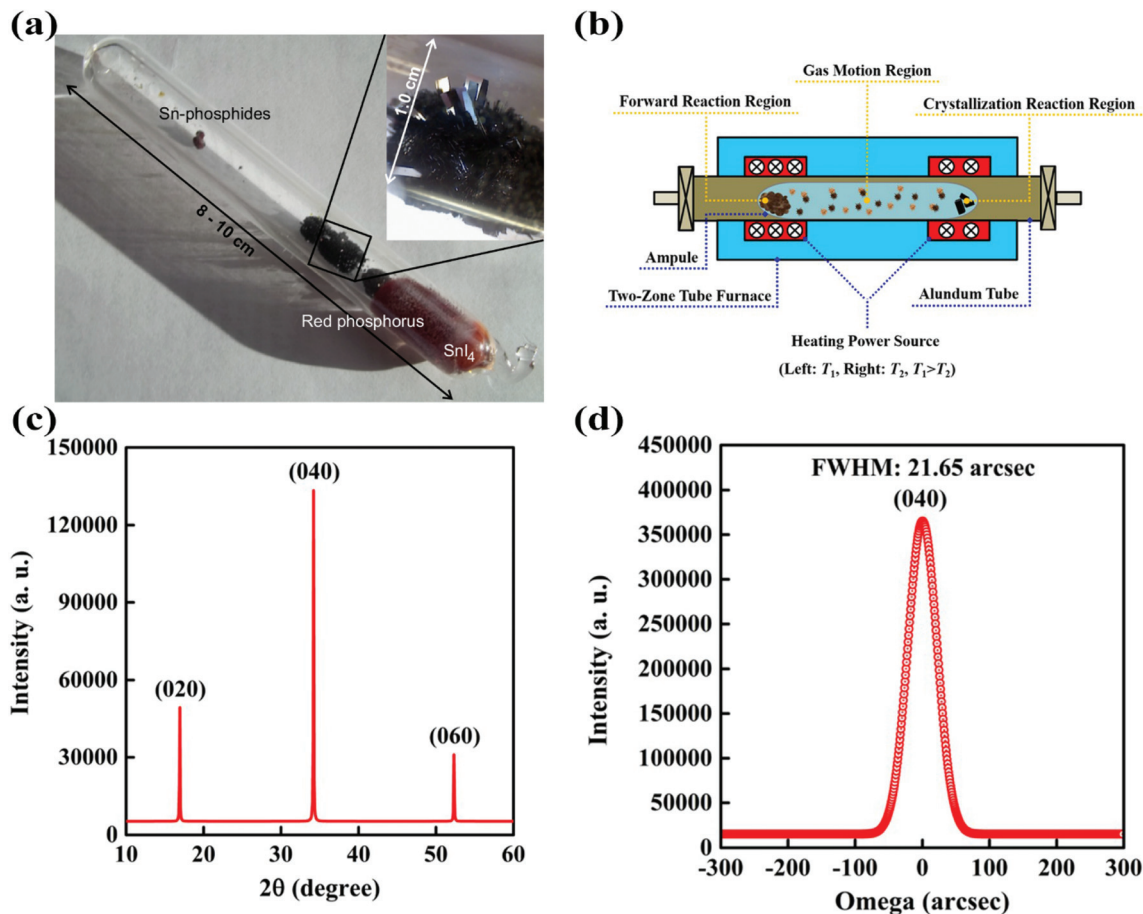 (a)
Sn-phosphides
8 - 10 cm
1.0 cm
Red phosphorus
SnI4
(b)
Gas Motion Region
Forward Reaction Region
Crystallization Reaction Region
Ampule
Two-Zone Tube Furnace
Alundum Tube
Heating Power Source
(Left: T1, Right: T2, T1>T2)
(c)
150000
120000
90000
60000
30000
0
Intensity (a. u.)
(020)
(040)
(060)
10
20
30
40
50
60
2θ (degree)
(d)
450000
400000
350000
300000
250000
200000
150000
100000
50000
0
Intensity (a. u.)
FWHM: 21.65 arcsec
(040)
-300
-200
-100
0
100
200
300
Omega (arcsec)